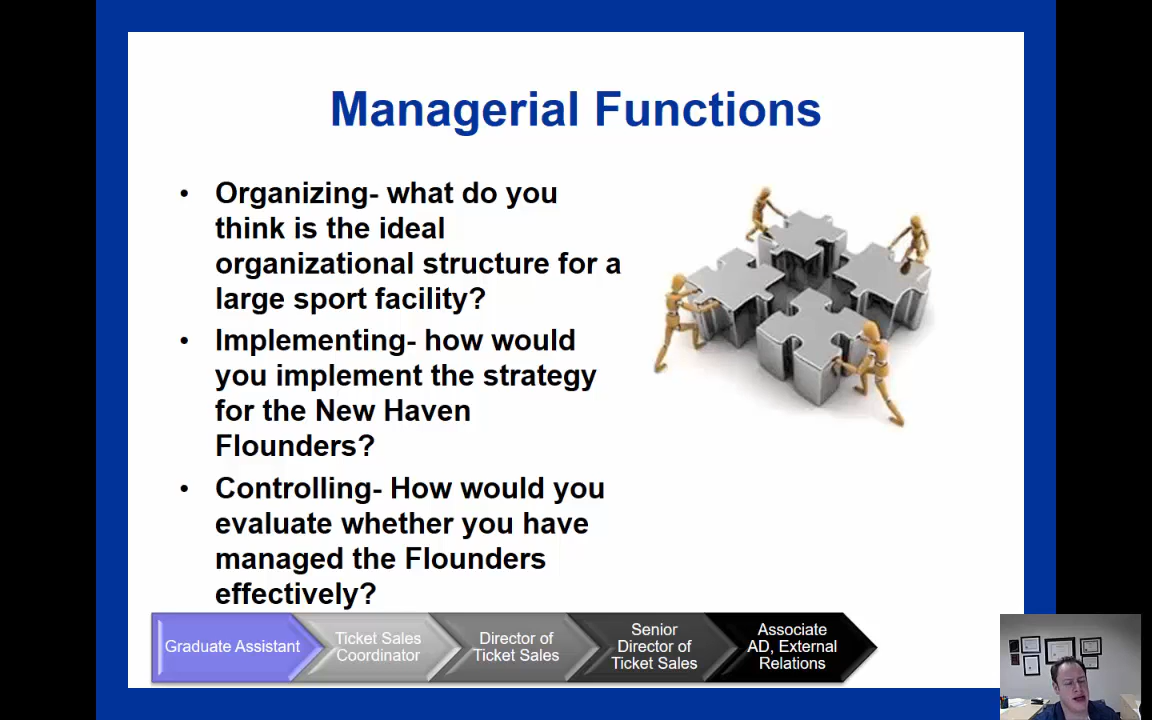 Managerial Functions
• Organizing- what do you
think is the ideal
organizational structure for a
large sport facility?
• Implementing- how would
you implement the strategy
for the New Haven
Flounders?
• Controlling- How would you
evaluate whether you have
managed the Flounders
effectively?
Graduate Assistant
Ticket Sales
Coordinator
Director of
Ticket Sales
Senior
Director of
Ticket Sales
Associate
AD, External
Relations